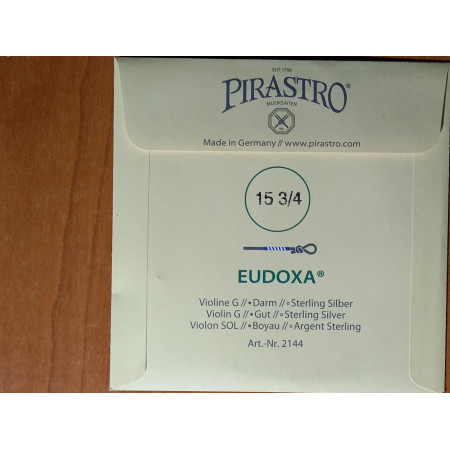 SEIT 1798
PIRASTRO®
MUSIKSAITEN
Made in Germany // www.pirastro.com
15 3/4
EUDOXA®
Violine G // • Darm // ◦ Sterling Silber
Violin G // • Gut // ◦ Sterling Silver
Violon SOL // • Boyau // ◦ Argent Sterling
Art.-Nr. 2144